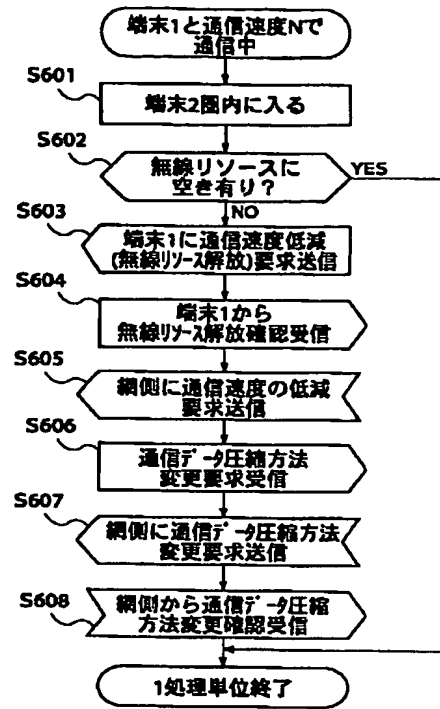 端末1と通信速度Nで
通信中
S601
端末2圏内に入る
S602
無線リソースに
空き有り?
YES
NO
S603
端末1に通信速度低減
(無線リソース解放)要求送信
S604
端末1から
無線リソース解放確認受信
S605
網側に通信速度の低減
要求送信
S606
通信データ圧縮方法
変更要求受信
S607
網側に通信データ圧縮方法
変更要求送信
S608
網側から通信データ圧縮
方法変更確認受信
1処理単位終了